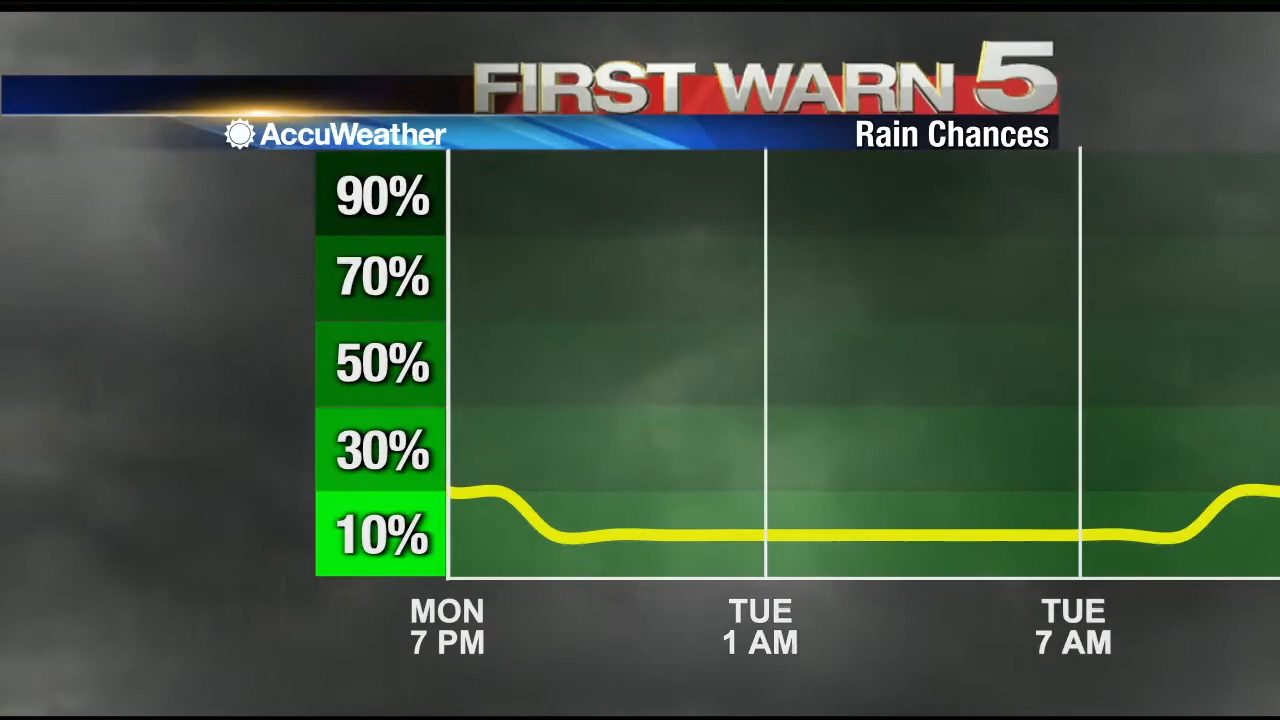 FIRST WARN 5
AccuWeather
Rain Chances
90%
70%
50%
30%
10%
MON
7 PM
TUE
1 AM
TUE
7 AM